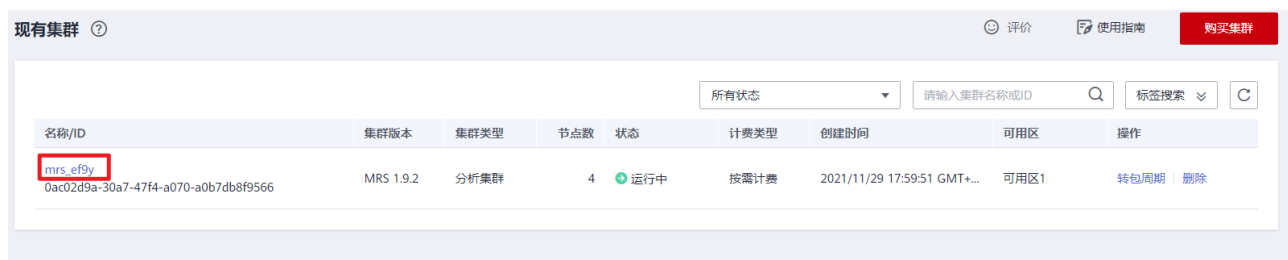 现有集群 ? 评价 使用指南 购买集群
所有状态 请输入集群名称或ID 标签搜索
名称/ID 集群版本 集群类型 节点数 状态 计费类型 创建时间 可用区 操作
mrs_ef9y
0ac02d9a-30a7-47f4-a070-a0b7db8f9566 MRS 1.9.2 分析集群 4 运行中 按需计费 2021/11/29 17:59:51 GMT+... 可用区1 转包周期 删除